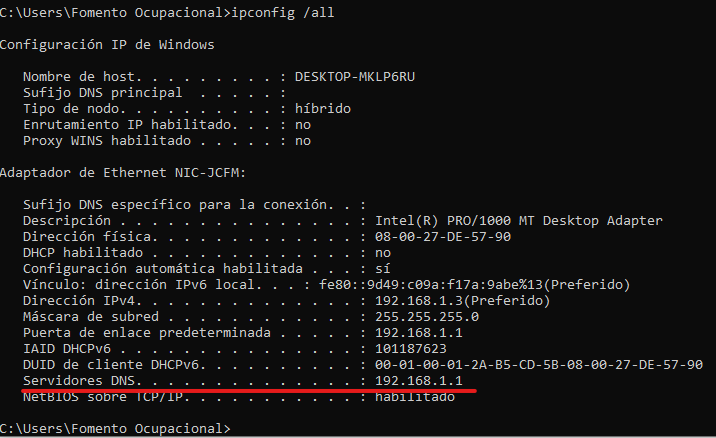 C:\Users\Fomento Ocupacional>ipconfig /all
Configuración IP de Windows
Nombre de host. . . . . . . . . : DESKTOP-MKLP6RU
Sufijo DNS principal . . . . . :
Tipo de nodo. . . . . . . . . . : híbrido
Enrutamiento IP habilitado. . . : no
Proxy WINS habilitado . . . . . : no
Adaptador de Ethernet NIC-JCFM:
Sufijo DNS específico para la conexión. . :
Descripción . . . . . . . . . . . . . . . : Intel(R) PRO/1000 MT Desktop Adapter
Dirección física. . . . . . . . . . . . . : 08-00-27-DE-57-90
DHCP habilitado . . . . . . . . . . . . . : no
Configuración automática habilitada . . . : sí
Vínculo: dirección IPv6 local. . . : fe80::9d49:c09a:f17a:9abe%13(Preferido)
Dirección IPv4. . . . . . . . . . . . . . : 192.168.1.3(Preferido)
Máscara de subred . . . . . . . . . . . . : 255.255.255.0
Puerta de enlace predeterminada . . . . . : 192.168.1.1
IAID DHCPv6 . . . . . . . . . . . . . . . : 101187623
DUID de cliente DHCPv6. . . . . . . . . . : 00-01-00-01-2A-B5-CD-5B-08-00-27-DE-57-90
Servidores DNS. . . . . . . . . . . . . . : 192.168.1.1
NetBIOS sobre TCP/IP. . . . . . . . . . . : habilitado
C:\Users\Fomento Ocupacional>